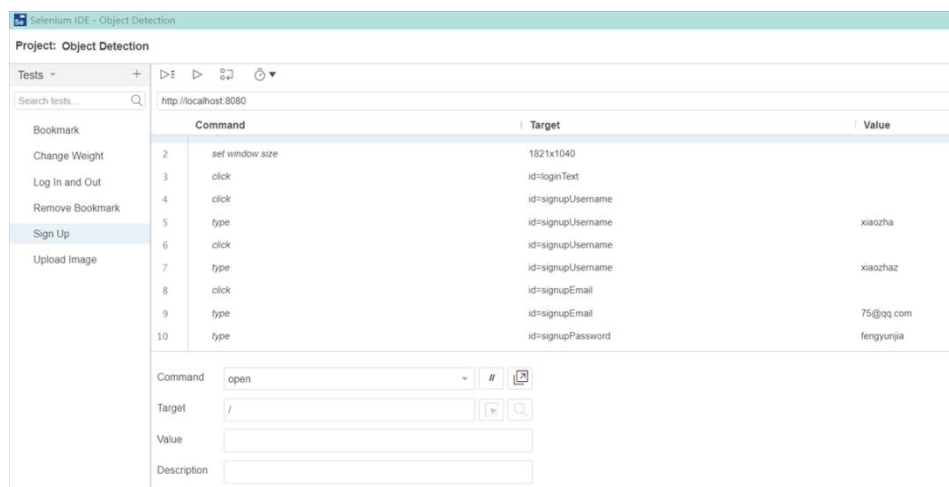 Selenium IDE - Object Detection
Project: Object Detection
Tests
Search tests...
Bookmark
Change Weight
Log In and Out
Remove Bookmark
Sign Up
Upload Image
http://localhost:8080
Command Target Value
2 set window size 1821x1040
3 click id=loginText
4 click id=signupUsername
5 type id=signupUsername xiaozha
6 click id=signupUsername
7 type id=signupUsername xiaozhaz
8 click id=signupEmail
9 type id=signupEmail 75@qq.com
10 type id=signupPassword fengyunjia
Command open //
Target /
Value
Description